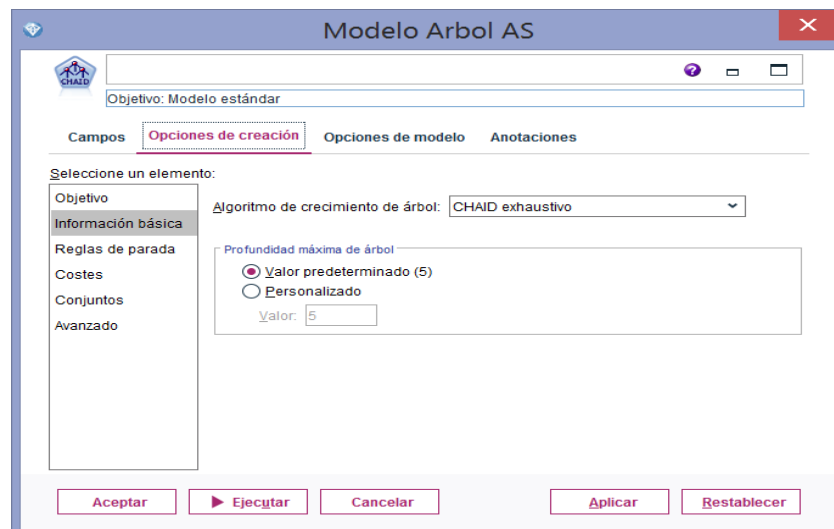 Modelo Arbol AS
CHAID
Objetivo: Modelo estándar
Campos Opciones de creación Opciones de modelo Anotaciones
Seleccione un elemento:
Objetivo
Información básica
Reglas de parada
Costes
Conjuntos
Avanzado
Algoritmo de crecimiento de árbol: CHAID exhaustivo
Profundidad máxima de árbol
Valor predeterminado (5)
Personalizado
Valor: 5
Aceptar Ejecutar Cancelar Aplicar Restablecer